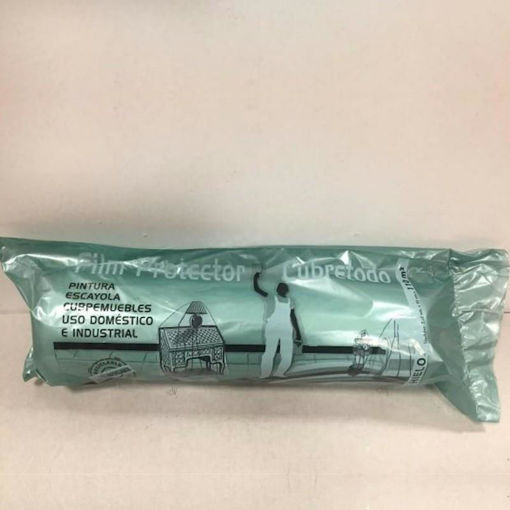 Film Protector Cubretodo
PINTURA
ESCAYOLA
CUBREMUEBLES
USO DOMÉSTICO
E INDUSTRIAL